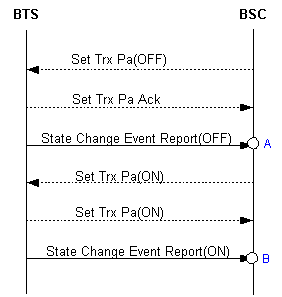 BTS BSC
Set Trx Pa(OFF)
Set Trx Pa Ack
State Change Event Report(OFF) A
Set Trx Pa(ON)
Set Trx Pa(ON)
State Change Event Report(ON) B